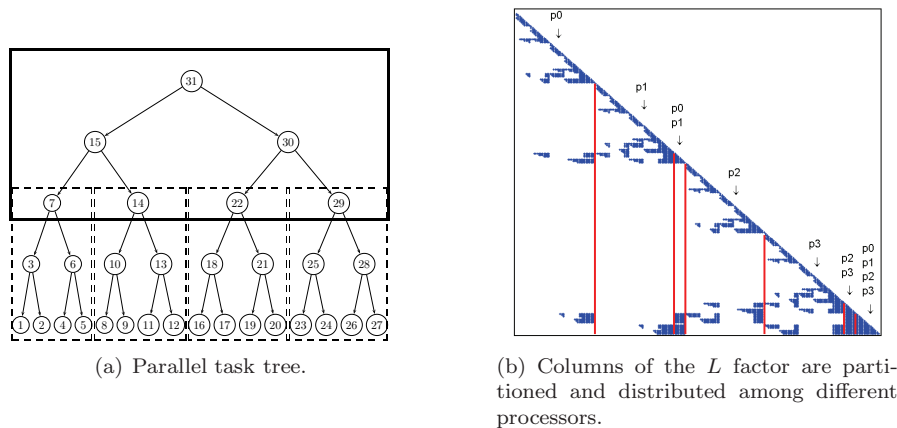 31
15 30
7 14 22 29
3 6 10 13 18 21 25 28
1 2 4 5 8 9 11 12 16 17 19 20 23 24 26 27
(a) Parallel task tree.
p0
p1
p0
p1
p2
p3
p2
p3
p0
p1
p2
p3
(b) Columns of the L factor are parti-
tioned and distributed among different
processors.